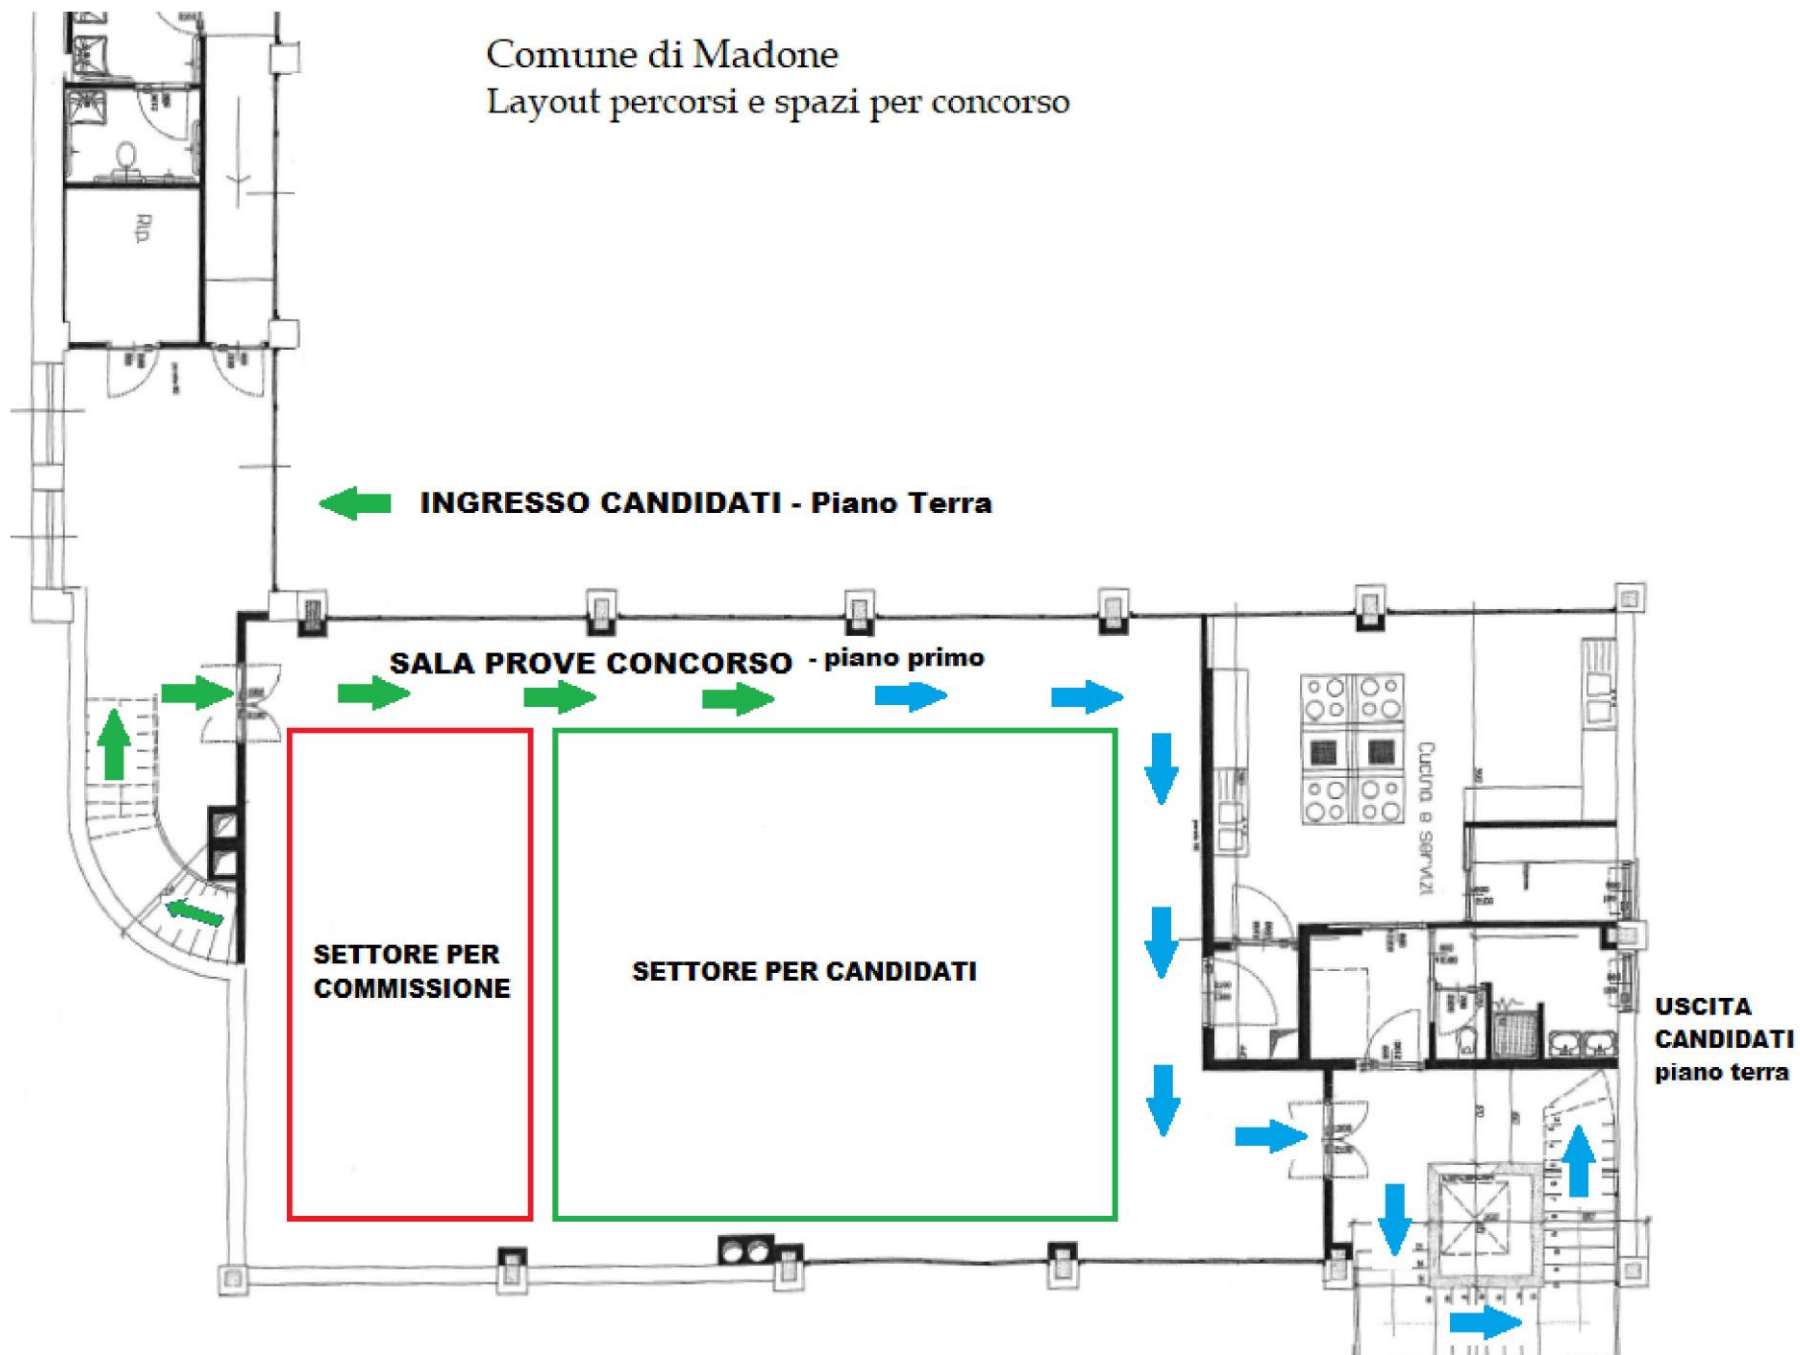 Comune di Madone
Layout percorsi e spazi per concorso
Rip.
INGRESSO CANDIDATI - Piano Terra
SALA PROVE CONCORSO - piano primo
Cucina e servizi
SETTORE PER
COMMISSIONE
SETTORE PER CANDIDATI
USCITA
CANDIDATI
piano terra